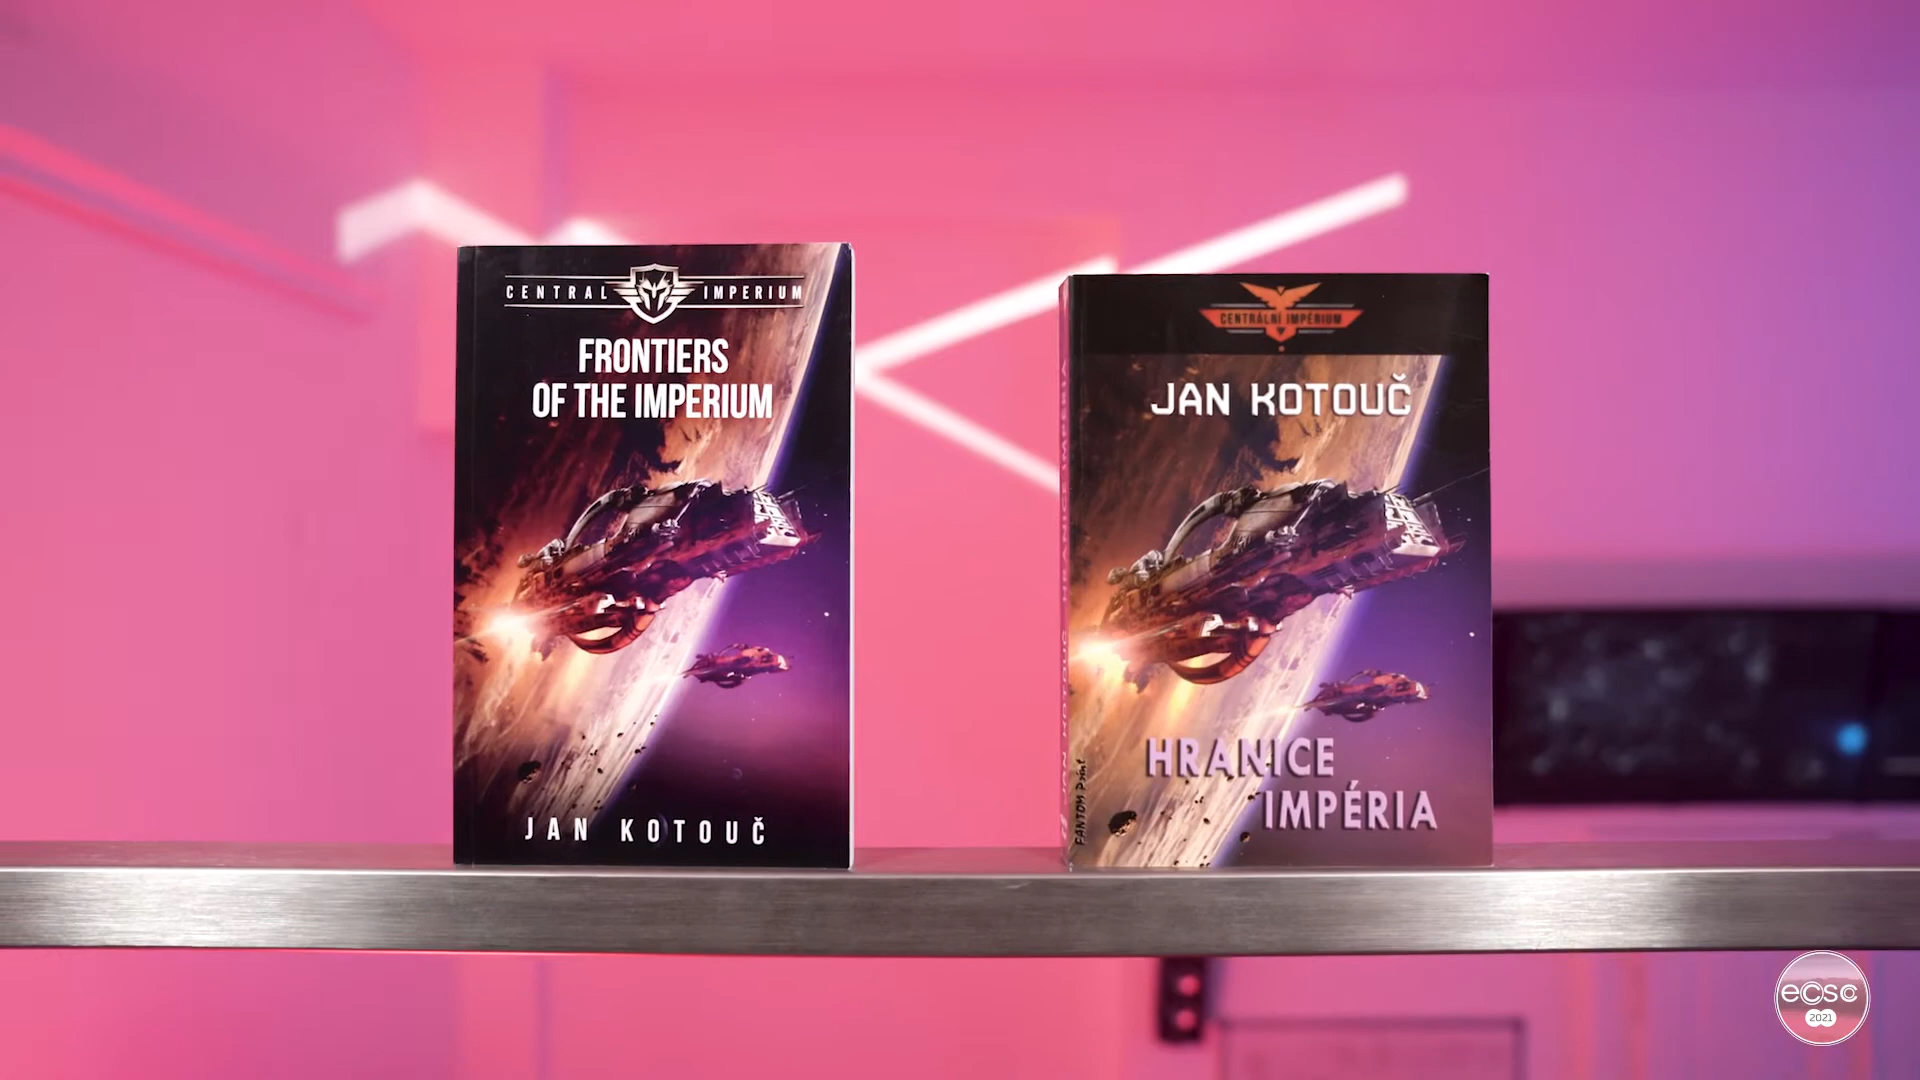 CENTRAL IMPERIUM
FRONTIERS
OF THE IMPERIUM
JAN KOTOUČ
CENTRÁLNÍ IMPÉRIUM
JAN KOTOUČ
HRANICE
IMPÉRIA
FANTOM Print
ecsc
2021